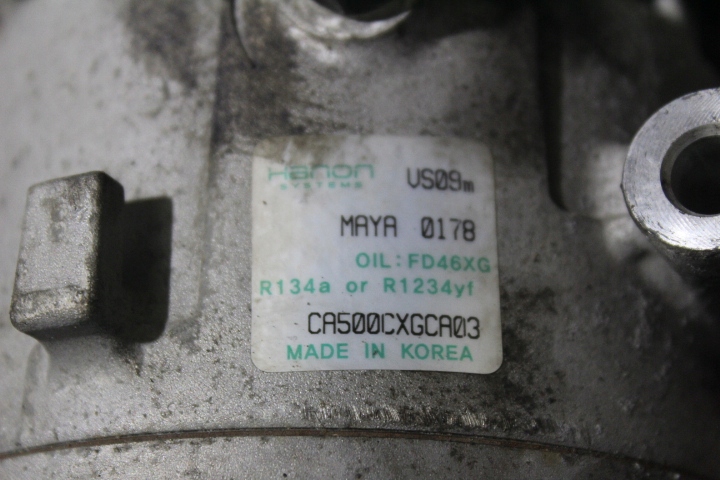 Hanon VS09m
SYSTEMS
MAYA 0178
OIL:FD46XG
R134a or R1234yf
CA500CXGCA03
MADE IN KOREA